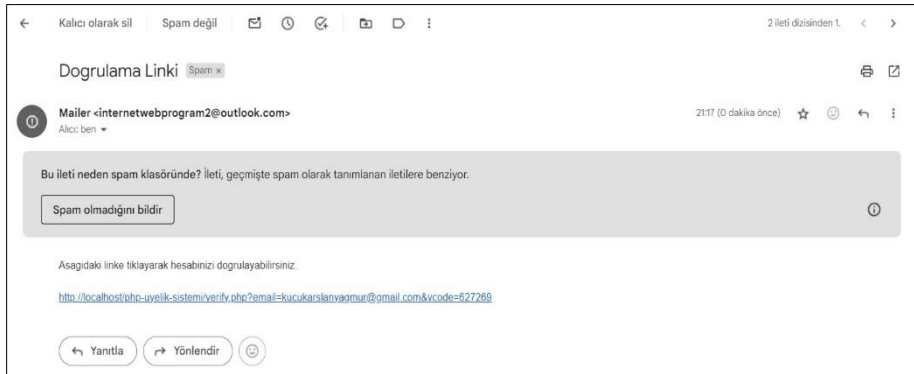 Kalıcı olarak sil Spam değil 2 ileti dizisinden 1.
Dogrulama Linki Spam x
Mailer <internetwebprogram2@outlook.com> 21:17 (0 dakika önce)
Alıcı: ben
Bu ileti neden spam klasöründe? İleti, geçmişte spam olarak tanımlanan iletilere benziyor.
Spam olmadığını bildir
Asagidaki linke tiklayarak hesabinizi dogrulayabilirsiniz.
http://localhost/php-uyelik-sistemi/verify.php?email=kucukarslanyagmur@gmail.com&vcode=627269
Yanıtla Yönlendir